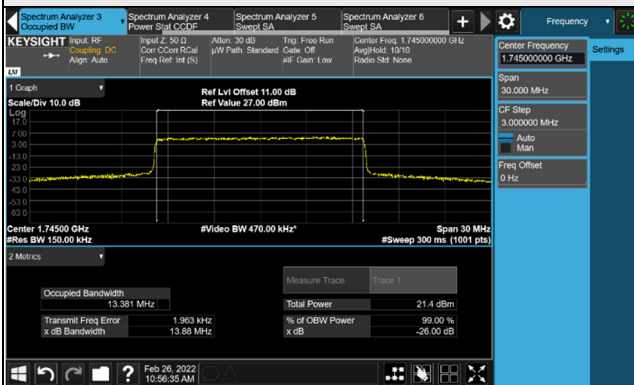 Spectrum Analyzer 3
Occupied BW
Spectrum Analyzer 4
Power Stat CCDF
Spectrum Analyzer 5
Swept SA
Spectrum Analyzer 6
Swept SA
+
Frequency
KEYSIGHT
Input: RF
Coupling: DC
Align: Auto
Input Z: 50 Ω
Corr CCorr RCal
Freq Ref: Int (S)
Atten: 30 dB
µW Path: Standard
Trig: Free Run
Gate: Off
#IF Gain: Low
Center Freq: 1.745000000 GHz
Avg|Hold: 10/10
Radio Std: None
LXI
Center Frequency
1.745000000 GHz
Settings
Span
30.000 MHz
CF Step
3.000000 MHz
Auto
Man
Freq Offset
0 Hz
1 Graph
Scale/Div 10.0 dB
Ref Lvl Offset 11.00 dB
Ref Value 27.00 dBm
Log
17.0
7.00
-3.00
-13.0
-23.0
-33.0
-43.0
-53.0
-63.0
Center 1.74500 GHz
#Res BW 150.00 kHz
#Video BW 470.00 kHz*
Span 30 MHz
#Sweep 300 ms (1001 pts)
2 Metrics
Measure Trace
Trace 1
Occupied Bandwidth
13.381 MHz
Total Power
21.4 dBm
Transmit Freq Error
1.963 kHz
% of OBW Power
99.00 %
x dB Bandwidth
13.88 MHz
x dB
-26.00 dB
?
Feb 26, 2022
10:56:35 AM